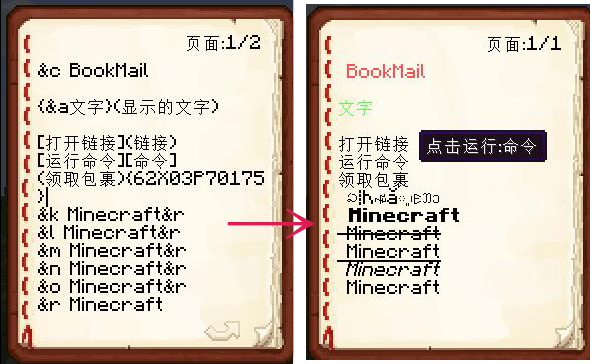 页面:1/2
&c BookMail
(&a文字)(显示的文字)
[打开链接](链接)
[运行命令][命令]
(领取包裹){62X03P70175
}
&k Minecraft&r
&l Minecraft&r
&m Minecraft&r
&n Minecraft&r
&o Minecraft&r
&r Minecraft
页面:1/1
BookMail
文字
打开链接
点击运行:命令
运行命令
领取包裹
Minecraft
Minecraft
Minecraft
Minecraft
Minecraft